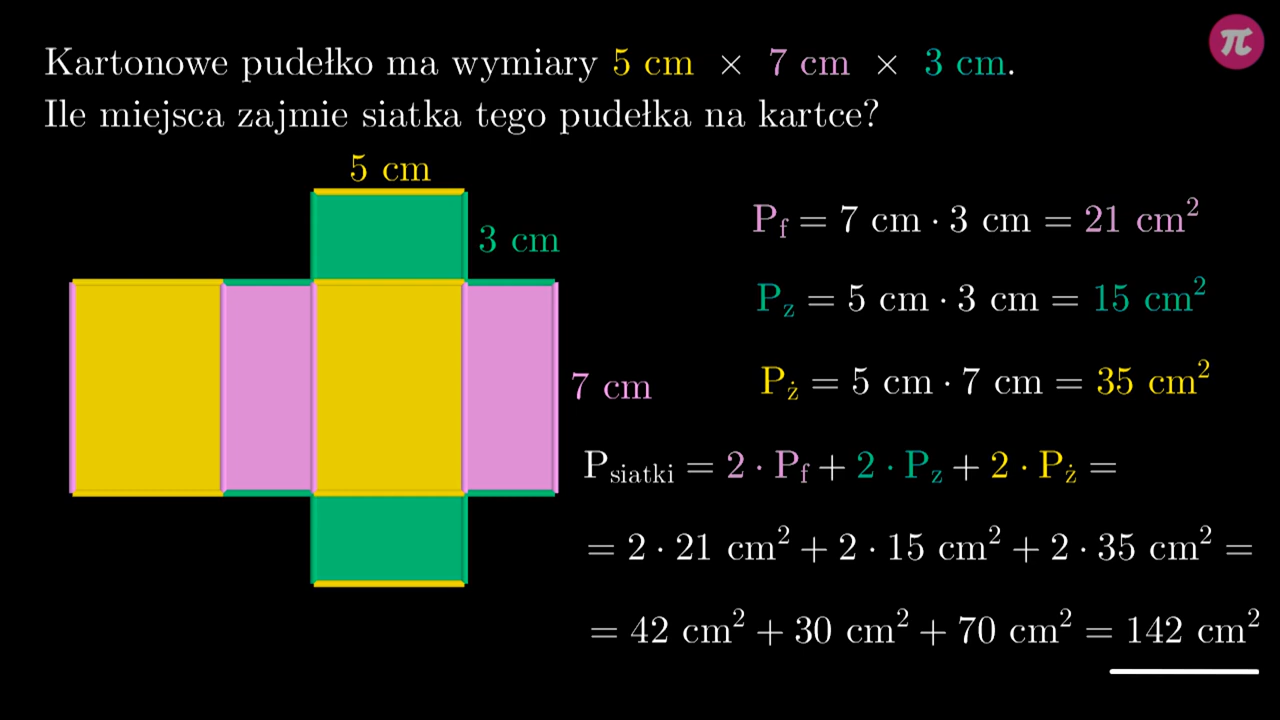 Kartonowe pudełko ma wymiary 5 cm × 7 cm × 3 cm.
Ile miejsca zajmie siatka tego pudełka na kartce?
5 cm
3 cm
7 cm
P_f = 7 cm · 3 cm = 21 cm²
P_z = 5 cm · 3 cm = 15 cm²
P_ż = 5 cm · 7 cm = 35 cm²
P_siatki = 2 · P_f + 2 · P_z + 2 · P_ż =
= 2 · 21 cm² + 2 · 15 cm² + 2 · 35 cm² =
= 42 cm² + 30 cm² + 70 cm² = 142 cm²
π